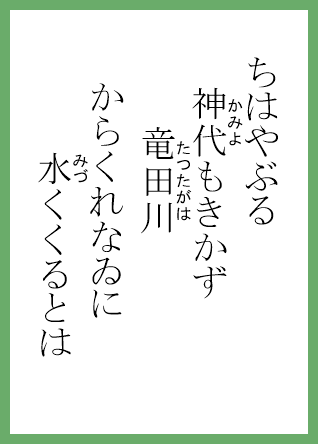 ちはやぶる
神代もきかず
かみよ
竜田川
たつたがは
からくれなゐに
水くくるとは
みづ